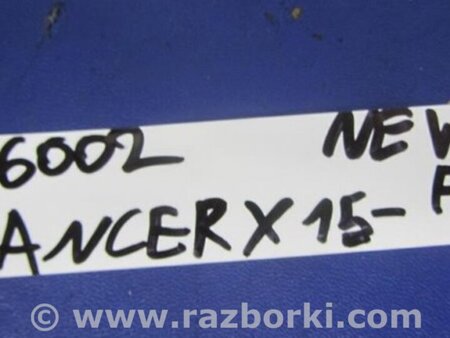 6002 NEW
ANCER X 15-
© www.razborki.com